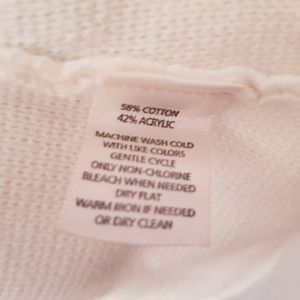 58% COTTON
42% ACRYLIC
MACHINE WASH COLD
WITH LIKE COLORS
GENTLE CYCLE
ONLY NON-CHLORINE
BLEACH WHEN NEEDED
DRY FLAT
WARM IRON IF NEEDED
OR DRY CLEAN